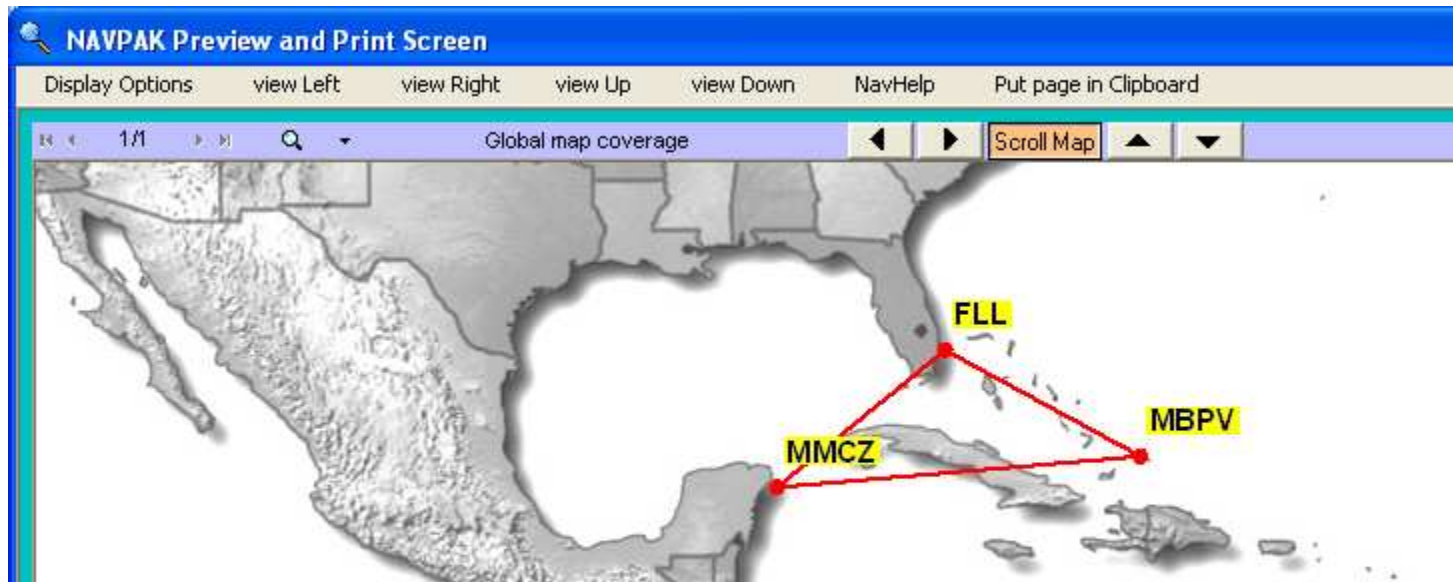 NAVPAK Preview and Print Screen
Display Options view Left view Right view Up view Down NavHelp Put page in Clipboard
1/1 Global map coverage Scroll Map
FLL
MBPV
MMCZ